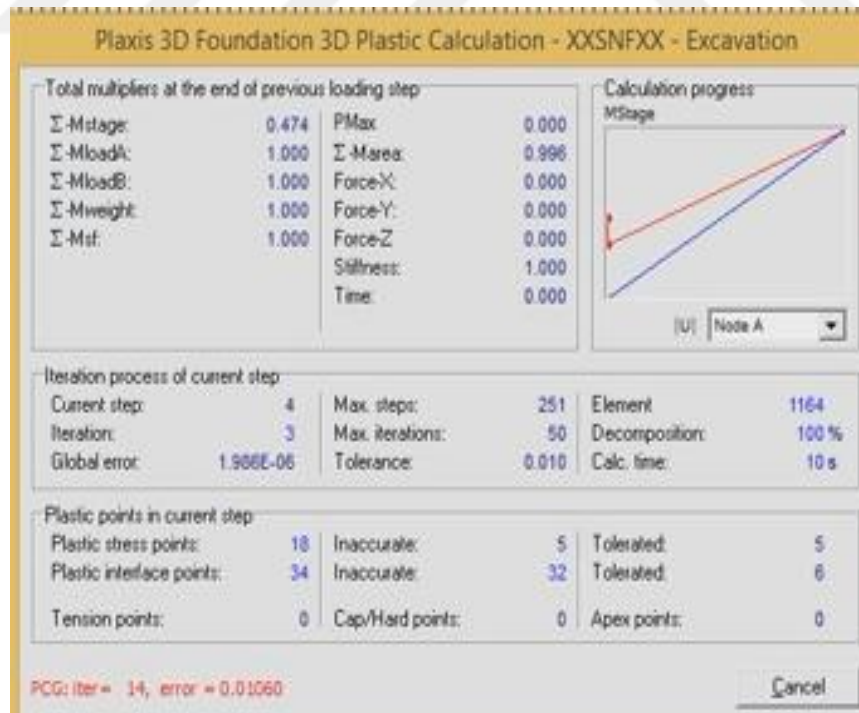 Plaxis 3D Foundation 3D Plastic Calculation - XXSNFXX - Excavation
Total multipliers at the end of previous loading step
Σ-Mstage: 0.474 PMax 0.000
Σ-MloadA: 1.000 Σ-Marea: 0.996
Σ-MloadB: 1.000 Force-X: 0.000
Σ-Mweight: 1.000 Force-Y: 0.000
Σ-Msf: 1.000 Force-Z 0.000
Stiffness: 1.000
Time: 0.000
Calculation progress
MStage
|U| Node A
Iteration process of current step
Current step: 4 Max. steps: 251 Element 1164
Iteration: 3 Max. iterations: 50 Decomposition: 100 %
Global error: 1.986E-06 Tolerance: 0.010 Calc. time: 10 s
Plastic points in current step
Plastic stress points: 18 Inaccurate: 5 Tolerated: 5
Plastic interface points: 34 Inaccurate: 32 Tolerated: 6
Tension points: 0 Cap/Hard points: 0 Apex points: 0
PCG: iter = 14, error = 0.01060
Cancel